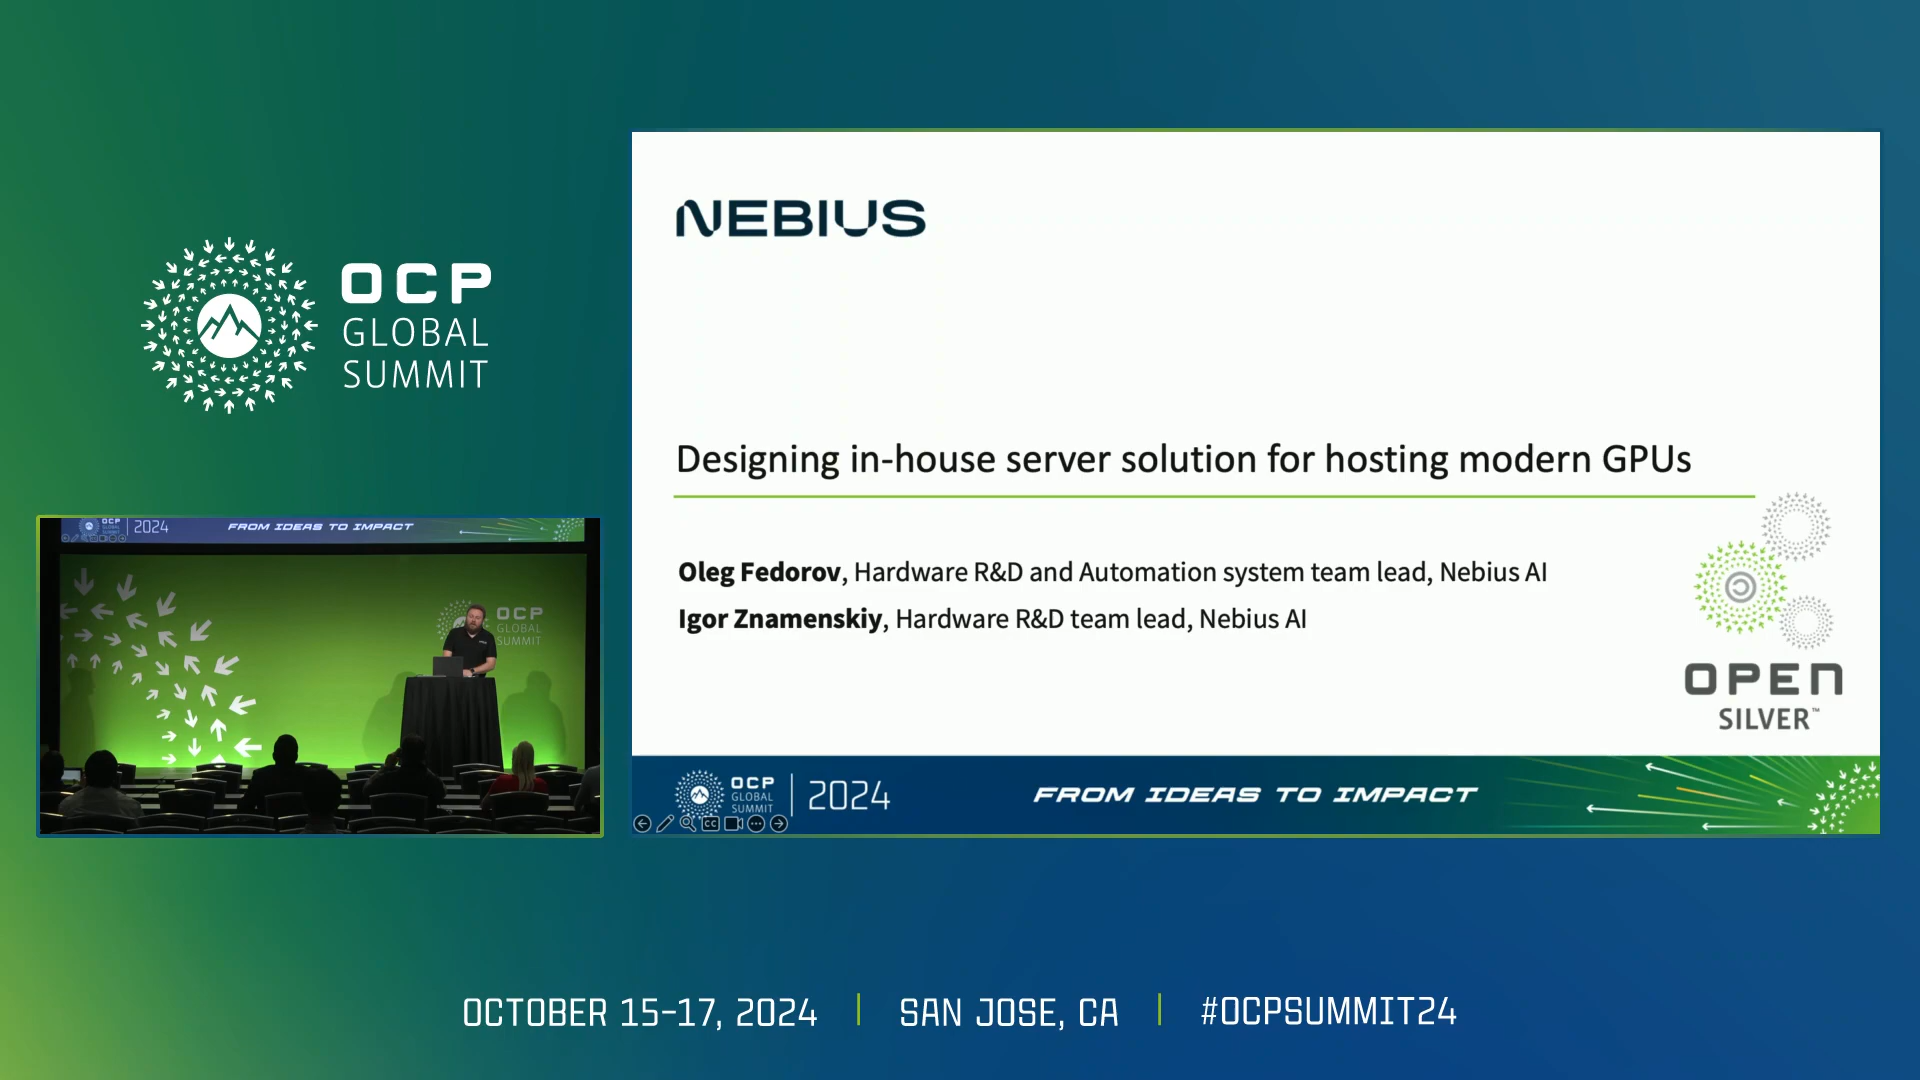 OCP
GLOBAL
SUMMIT
OCP
2024
FROM IDEAS TO IMPACT
OCP
GLOBAL
SUMMIT
NEBIUS
Designing in-house server solution for hosting modern GPUs
Oleg Fedorov, Hardware R&D and Automation system team lead, Nebius AI
Igor Znamenskiy, Hardware R&D team lead, Nebius AI
OPEN
SILVER™
OCP
GLOBAL
SUMMIT
2024
FROM IDEAS TO IMPACT
CC
OCTOBER 15-17, 2024 | SAN JOSE, CA | #OCPSUMMIT24